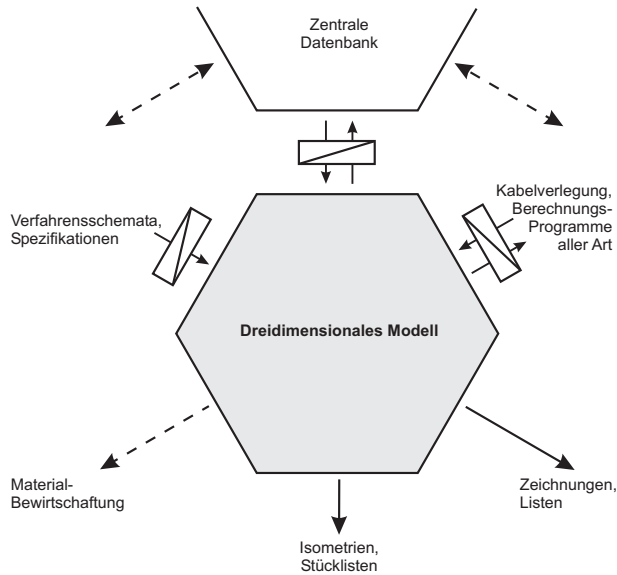 Zentrale
Datenbank
Verfahrensschemata,
Spezifikationen
Kabelverlegung,
Berechnungs-
Programme
aller Art
Dreidimensionales Modell
Material-
Bewirtschaftung
Zeichnungen,
Listen
Isometrien,
Stücklisten